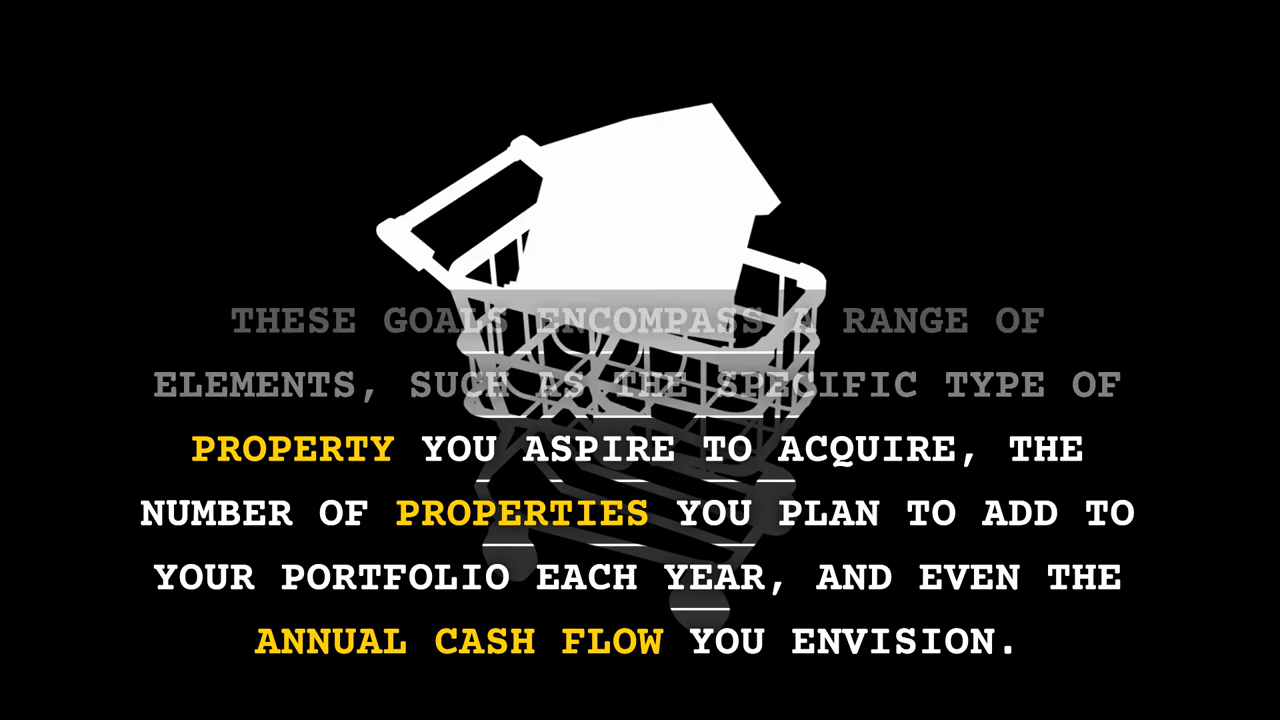 THESE GOALS ENCOMPASS A RANGE OF
ELEMENTS, SUCH AS THE SPECIFIC TYPE OF
PROPERTY YOU ASPIRE TO ACQUIRE, THE
NUMBER OF PROPERTIES YOU PLAN TO ADD TO
YOUR PORTFOLIO EACH YEAR, AND EVEN THE
ANNUAL CASH FLOW YOU ENVISION.